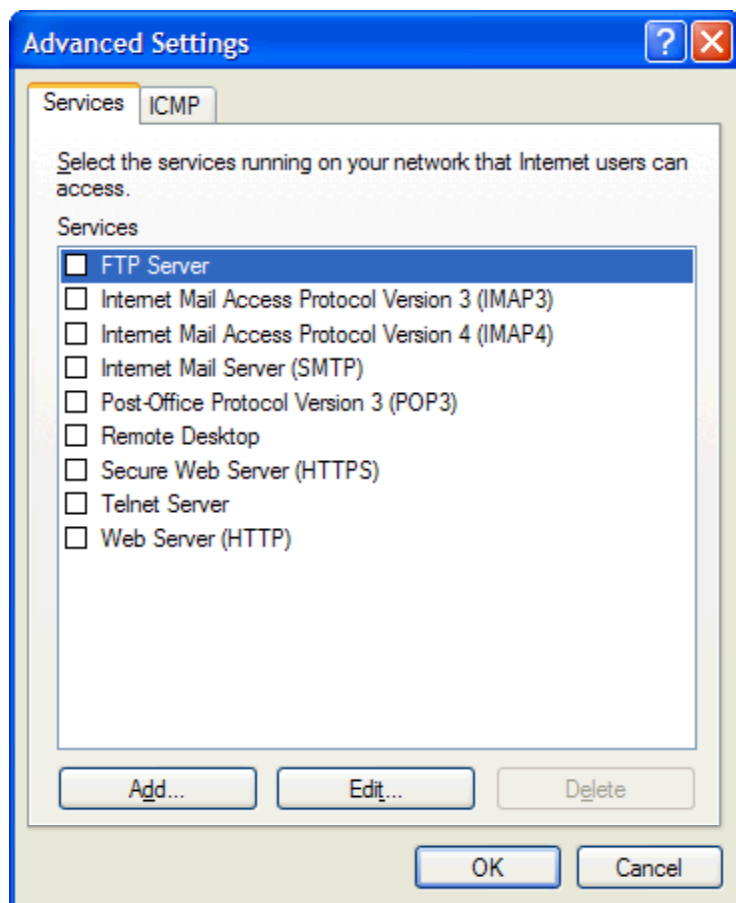 Advanced Settings
Services ICMP
Select the services running on your network that Internet users can
access.
Services
FTP Server
Internet Mail Access Protocol Version 3 (IMAP3)
Internet Mail Access Protocol Version 4 (IMAP4)
Internet Mail Server (SMTP)
Post-Office Protocol Version 3 (POP3)
Remote Desktop
Secure Web Server (HTTPS)
Telnet Server
Web Server (HTTP)
Add... Edit... Delete
OK Cancel